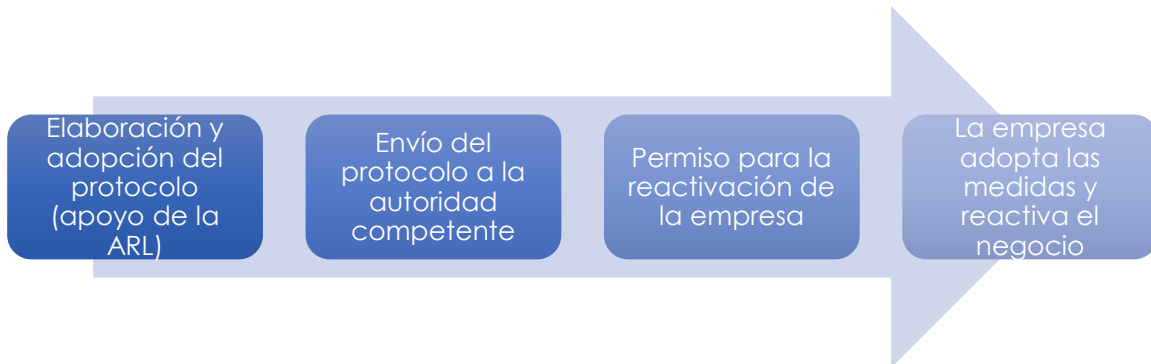 Elaboración y
adopción del
protocolo
(apoyo de la
ARL)
Envío del
protocolo a la
autoridad
competente
Permiso para la
reactivación de
la empresa
La empresa
adopta las
medidas y
reactiva el
negocio